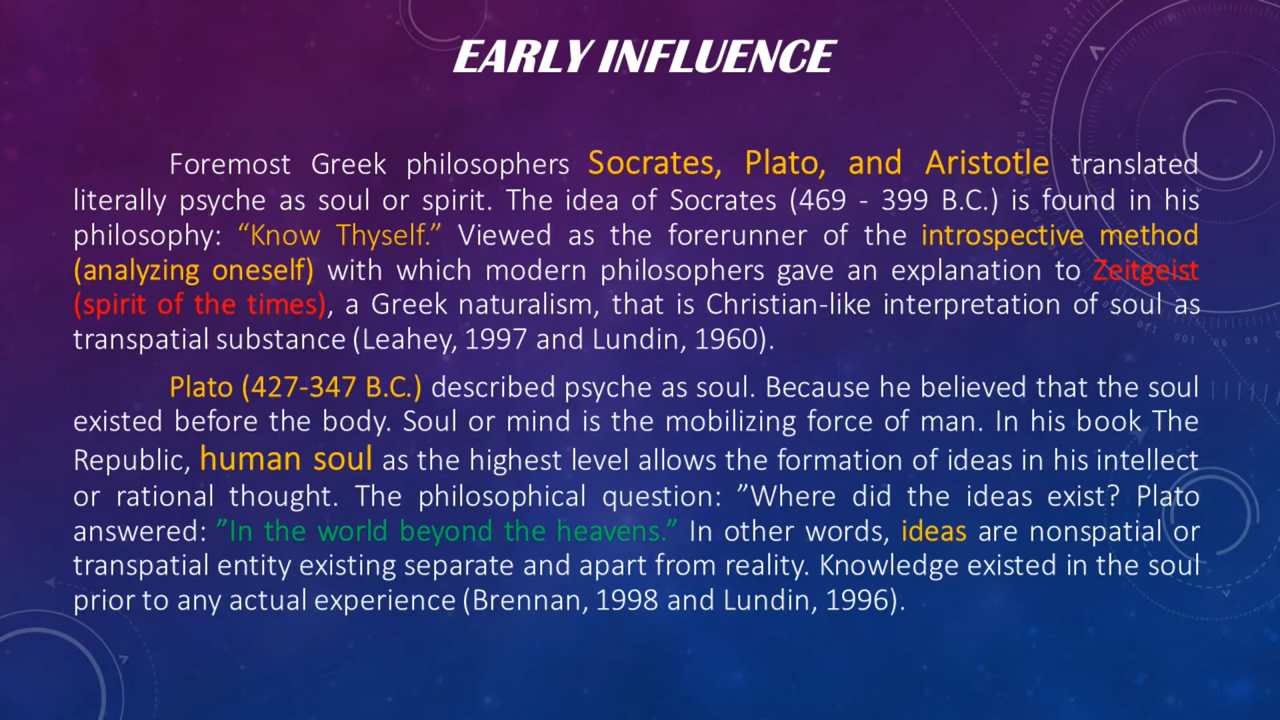 EARLY INFLUENCE
Foremost Greek philosophers Socrates, Plato, and Aristotle translated
literally psyche as soul or spirit. The idea of Socrates (469 - 399 B.C.) is found in his
philosophy: “Know Thyself.” Viewed as the forerunner of the introspective method
(analyzing oneself) with which modern philosophers gave an explanation to Zeitgeist
(spirit of the times), a Greek naturalism, that is Christian-like interpretation of soul as
transpatial substance (Leahey, 1997 and Lundin, 1960).
Plato (427-347 B.C.) described psyche as soul. Because he believed that the soul
existed before the body. Soul or mind is the mobilizing force of man. In his book The
Republic, human soul as the highest level allows the formation of ideas in his intellect
or rational thought. The philosophical question: ”Where did the ideas exist? Plato
answered: ”In the world beyond the heavens.” In other words, ideas are nonspatial or
transpatial entity existing separate and apart from reality. Knowledge existed in the soul
prior to any actual experience (Brennan, 1998 and Lundin, 1996).